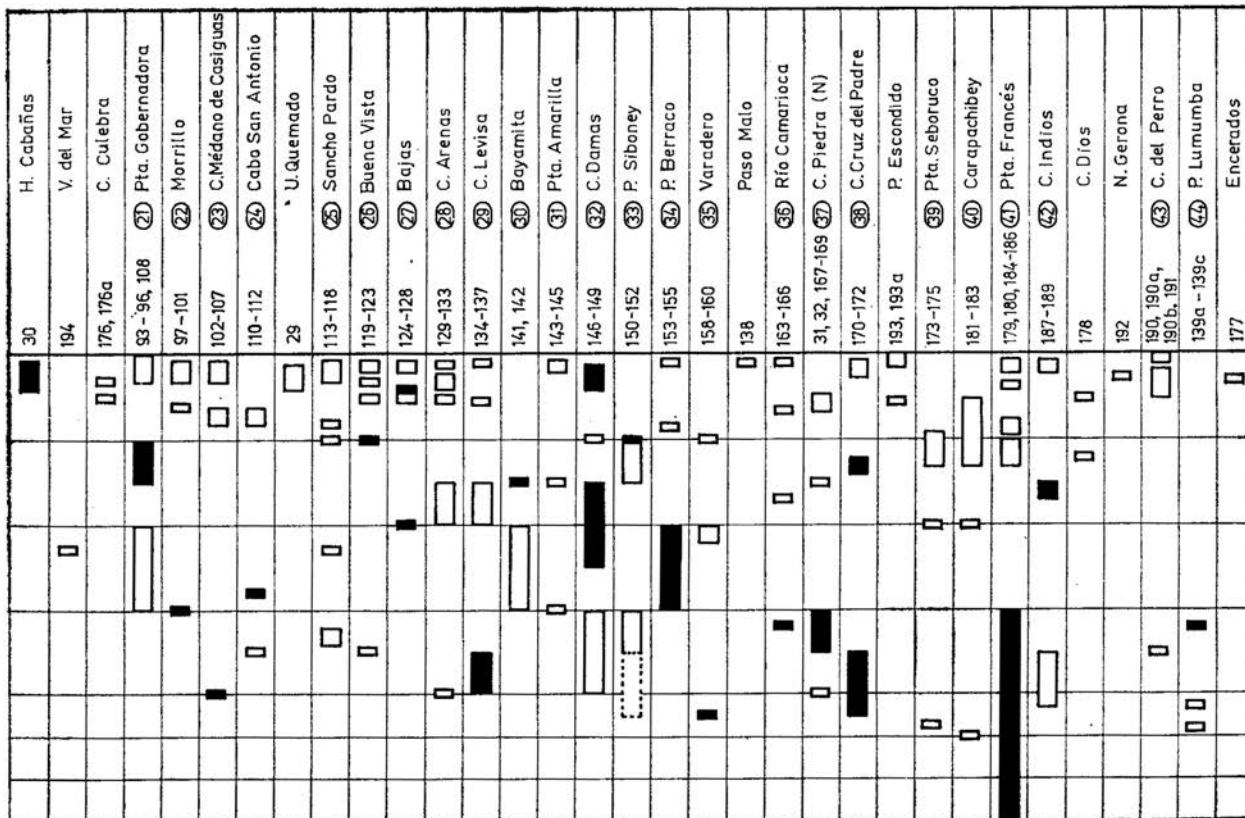 30 H. Cabañas
194 V. del Mar
176, 176a C. Culebra
93-96, 108 (21) Pta. Gobernadora
97-101 (22) Morrillo
102-107 (23) C. Médano de Casiguas
110-112 (24) Cabo San Antonio
29 U. Quemado
113-118 (25) Sancho Pardo
119-123 (26) Buena Vista
124-128 (27) Bajas
129-133 (28) C. Arenas
134-137 (29) C. Levisa
141, 142 (30) Bayamita
143-145 (31) Pta. Amarilla
146-149 (32) C. Damas
150-152 (33) P. Siboney
153-155 (34) P. Berraco
158-160 (35) Varadero
138 Paso Malo
163-166 (36) Río Camarioca
31, 32, 167-169 (37) C. Piedra (N)
170-172 (38) C. Cruz del Padre
193, 193a P. Escondido
173-175 (39) Pta. Seboruco
181-183 (40) Carapachibey
179, 180, 184-186 (41) Pta. Francés
187-189 (42) C. Indios
178 C. Díos
192 N. Gerona
190, 190a, (43) C. del Perro
190b, 191
139a-139c (44) P. Lumumba
177 Encerados